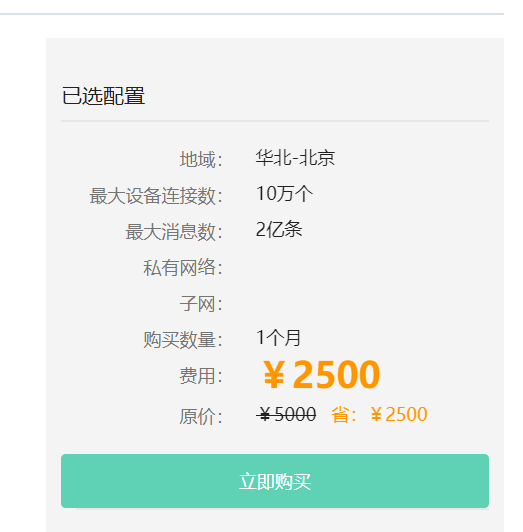 已选配置
地域： 华北-北京
最大设备连接数： 10万个
最大消息数： 2亿条
私有网络：
子网：
购买数量： 1个月
费用： ￥2500
原价： ￥5000 省：￥2500
立即购买